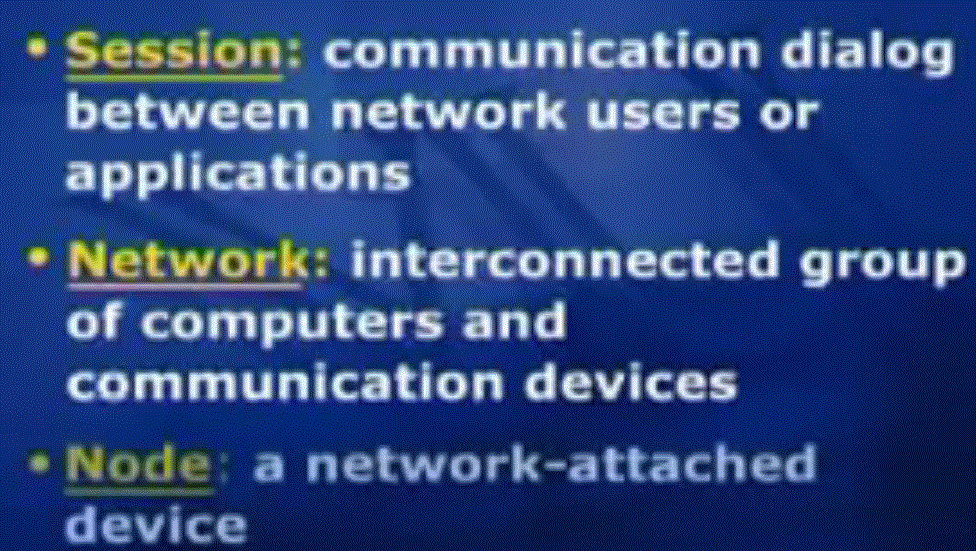 • Session: communication dialog
between network users or
applications
• Network: interconnected group
of computers and
communication devices
• Node: a network-attached
device